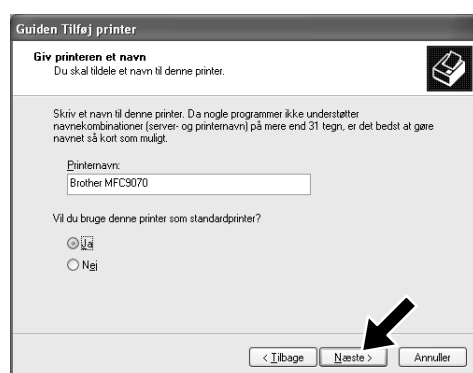 Guiden Tilføj printer
Giv printeren et navn
Du skal tildele et navn til denne printer.
Skriv et navn til denne printer. Da nogle programmer ikke understøtter
navnekombinationer (server- og printernavn) på mere end 31 tegn, er det bedst at gøre
navnet så kort som muligt.
Printernavn:
Brother MFC9070
Vil du bruge denne printer som standardprinter?
Ja
Nej
< Tilbage Næste > Annuller